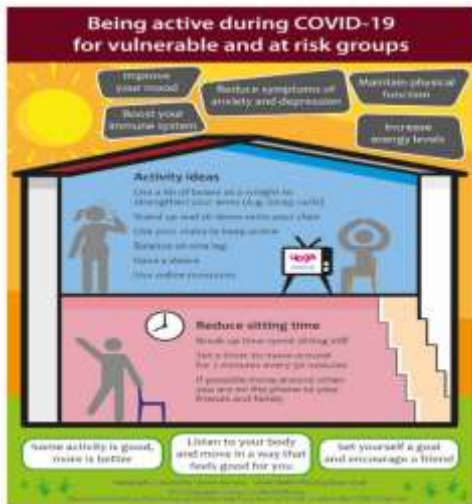 Being active during COVID-19
for vulnerable and at risk groups
Improve
your mood
Reduce symptoms of
anxiety and depression
Maintain physical
function
Boost your
immune system
Increase
energy levels
Activity ideas
Use a tin of beans as a weight to
strengthen your arms (e.g. bicep curls)
Stand up and sit down onto your chair
Use your stairs to keep active
Balance on one leg
Have a dance
Use online resources
Yoga
Reduce sitting time
Break up time spent sitting still
Set a timer to move around
for 2 minutes every 30 minutes
If possible move around when
you are on the phone to your
friends and family
Some activity is good,
more is better
Listen to your body
and move in a way that
feels good for you
Set yourself a goal
and encourage a friend